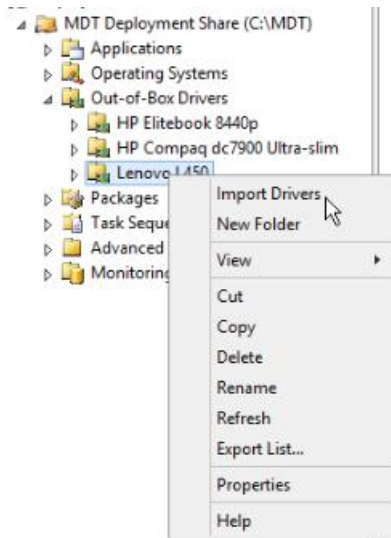 MDT Deployment Share (C:\MDT)
Applications
Operating Systems
Out-of-Box Drivers
HP Elitebook 8440p
HP Compaq dc7900 Ultra-slim
Lenovo L450
Packages
Task Seque
Advanced
Monitoring
Import Drivers
New Folder
View
Cut
Copy
Delete
Rename
Refresh
Export List...
Properties
Help